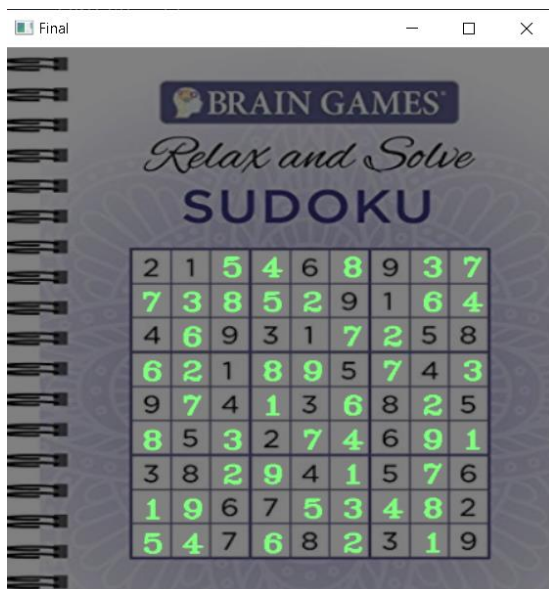 Final
BRAIN GAMES
Relax and Solve
SUDOKU
2 1 5 4 6 8 9 3 7
7 3 8 5 2 9 1 6 4
4 6 9 3 1 7 2 5 8
6 2 1 8 9 5 7 4 3
9 7 4 1 3 6 8 2 5
8 5 3 2 7 4 6 9 1
3 8 2 9 4 1 5 7 6
1 9 6 7 5 3 4 8 2
5 4 7 6 8 2 3 1 9